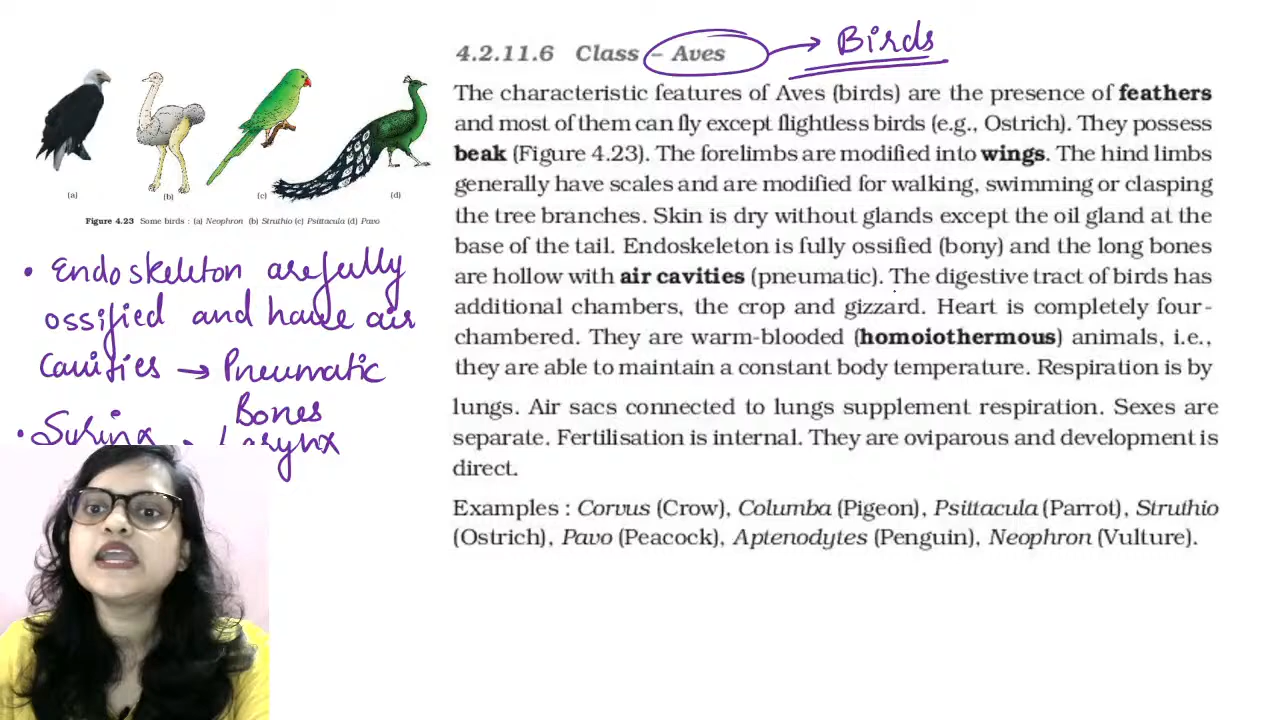 4.2.11.6 Class – Aves → Birds
The characteristic features of Aves (birds) are the presence of feathers
and most of them can fly except flightless birds (e.g., Ostrich). They possess
beak (Figure 4.23). The forelimbs are modified into wings. The hind limbs
generally have scales and are modified for walking, swimming or clasping
the tree branches. Skin is dry without glands except the oil gland at the
base of the tail. Endoskeleton is fully ossified (bony) and the long bones
are hollow with air cavities (pneumatic). The digestive tract of birds has
additional chambers, the crop and gizzard. Heart is completely four-
chambered. They are warm-blooded (homoiothermous) animals, i.e.,
they are able to maintain a constant body temperature. Respiration is by
lungs. Air sacs connected to lungs supplement respiration. Sexes are
separate. Fertilisation is internal. They are oviparous and development is
direct.
Examples : Corvus (Crow), Columba (Pigeon), Psittacula (Parrot), Struthio
(Ostrich), Pavo (Peacock), Aptenodytes (Penguin), Neophron (Vulture).
(a) (b) (c) (d)
Figure 4.23 Some birds : (a) Neophron (b) Struthio (c) Psittacula (d) Pavo
• Endoskeleton are fully
ossified and have air
Cavities → Pneumatic
Bones
• Syrinx Larynx